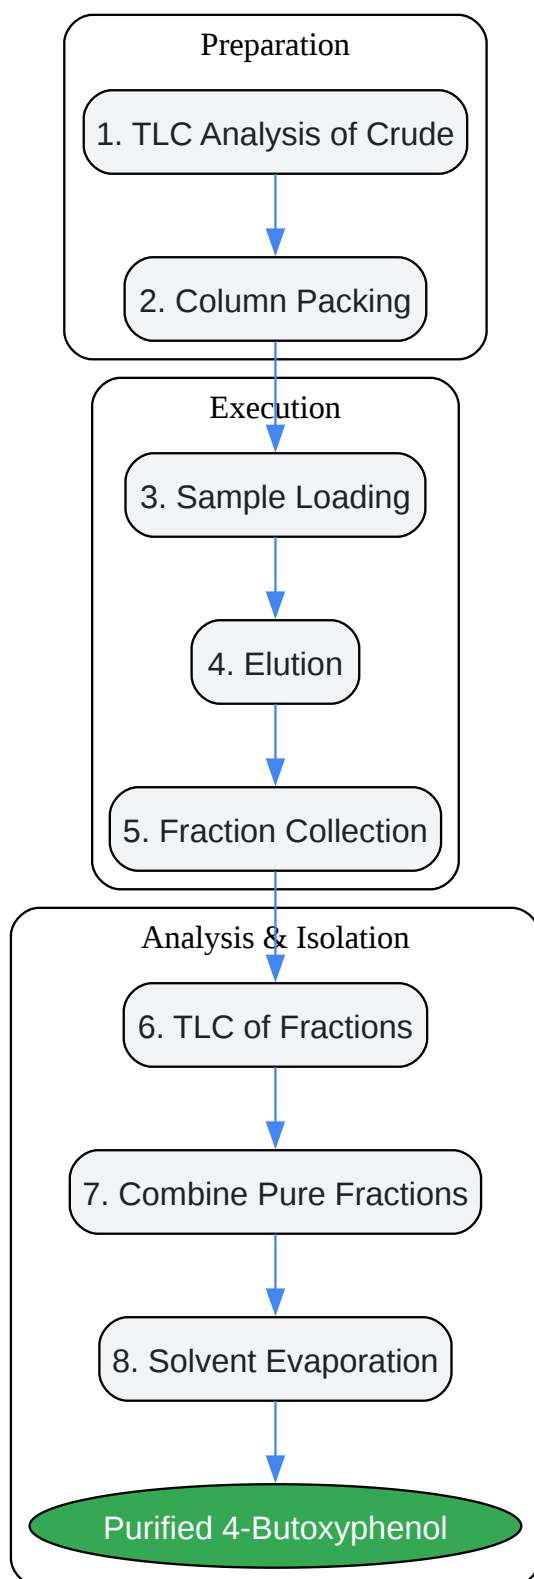 Preparation
1. TLC Analysis of Crude
2. Column Packing
Execution
3. Sample Loading
4. Elution
5. Fraction Collection
Analysis & Isolation
6. TLC of Fractions
7. Combine Pure Fractions
8. Solvent Evaporation
Purified 4-Butoxyphenol